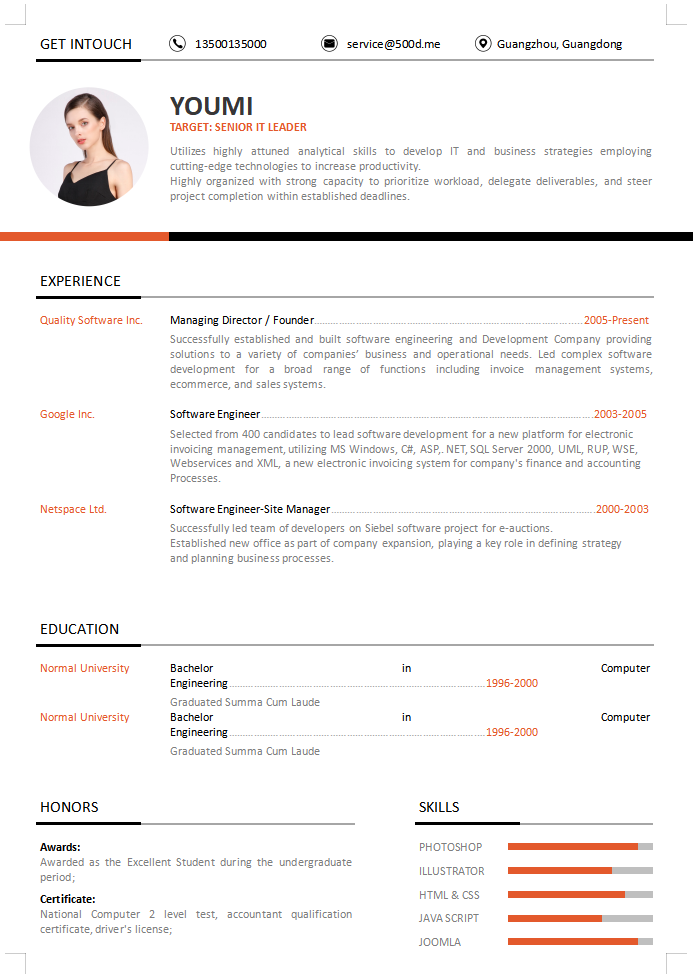 GET INTOUCH 13500135000 service@500d.me Guangzhou, Guangdong
YOUMI
TARGET: SENIOR IT LEADER
Utilizes highly attuned analytical skills to develop IT and business strategies employing
cutting-edge technologies to increase productivity.
Highly organized with strong capacity to prioritize workload, delegate deliverables, and steer
project completion within established deadlines.
EXPERIENCE
Quality Software Inc. Managing Director / Founder 2005-Present
Successfully established and built software engineering and Development Company providing
solutions to a variety of companies’ business and operational needs. Led complex software
development for a broad range of functions including invoice management systems,
ecommerce, and sales systems.
Google Inc. Software Engineer 2003-2005
Selected from 400 candidates to lead software development for a new platform for electronic
invoicing management, utilizing MS Windows, C#, ASP,. NET, SQL Server 2000, UML, RUP, WSE,
Webservices and XML, a new electronic invoicing system for company's finance and accounting
Processes.
Netspace Ltd. Software Engineer-Site Manager 2000-2003
Successfully led team of developers on Siebel software project for e-auctions.
Established new office as part of company expansion, playing a key role in defining strategy
and planning business processes.
EDUCATION
Normal University Bachelor in Computer
Engineering 1996-2000
Graduated Summa Cum Laude
Normal University Bachelor in Computer
Engineering 1996-2000
Graduated Summa Cum Laude
HONORS
Awards:
Awarded as the Excellent Student during the undergraduate
period;
Certificate:
National Computer 2 level test, accountant qualification
certificate, driver's license;
SKILLS
PHOTOSHOP
ILLUSTRATOR
HTML & CSS
JAVA SCRIPT
JOOMLA